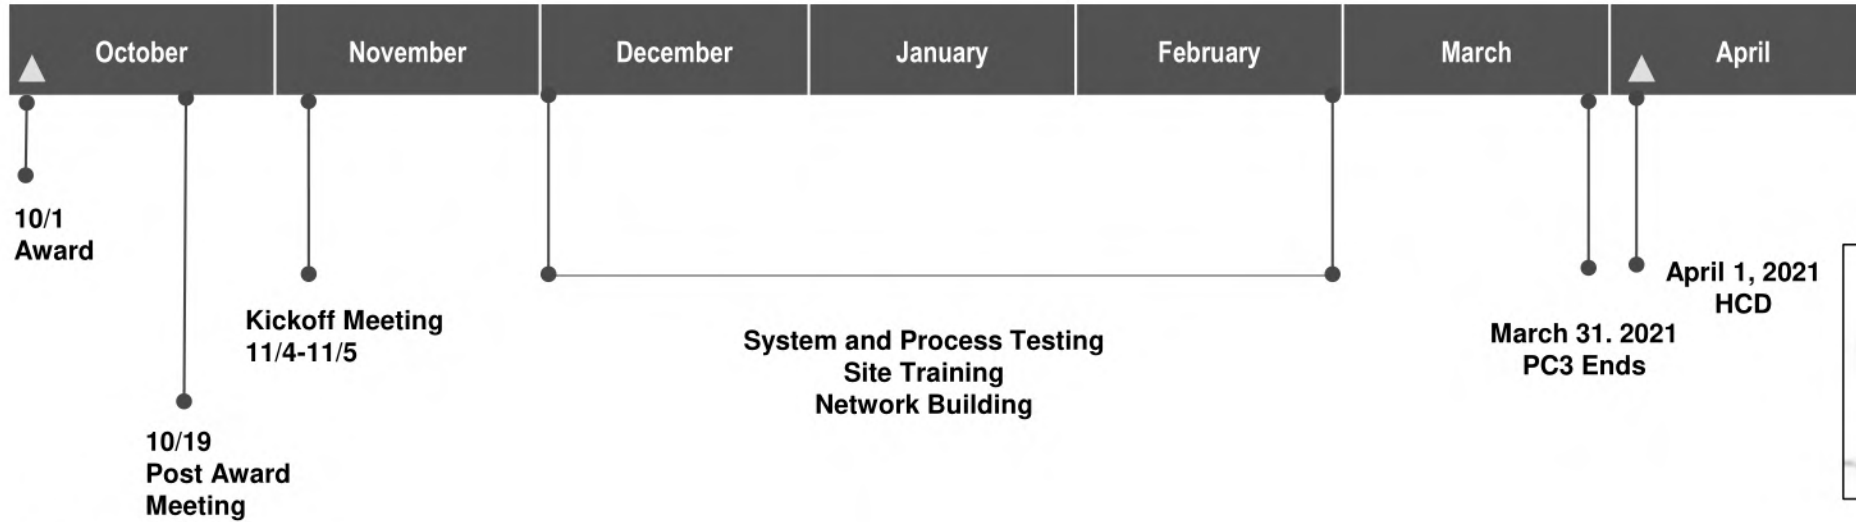 October November December January February March April
10/1
Award
10/19
Post Award
Meeting
Kickoff Meeting
11/4-11/5
System and Process Testing
Site Training
Network Building
March 31. 2021
PC3 Ends
April 1, 2021
HCD